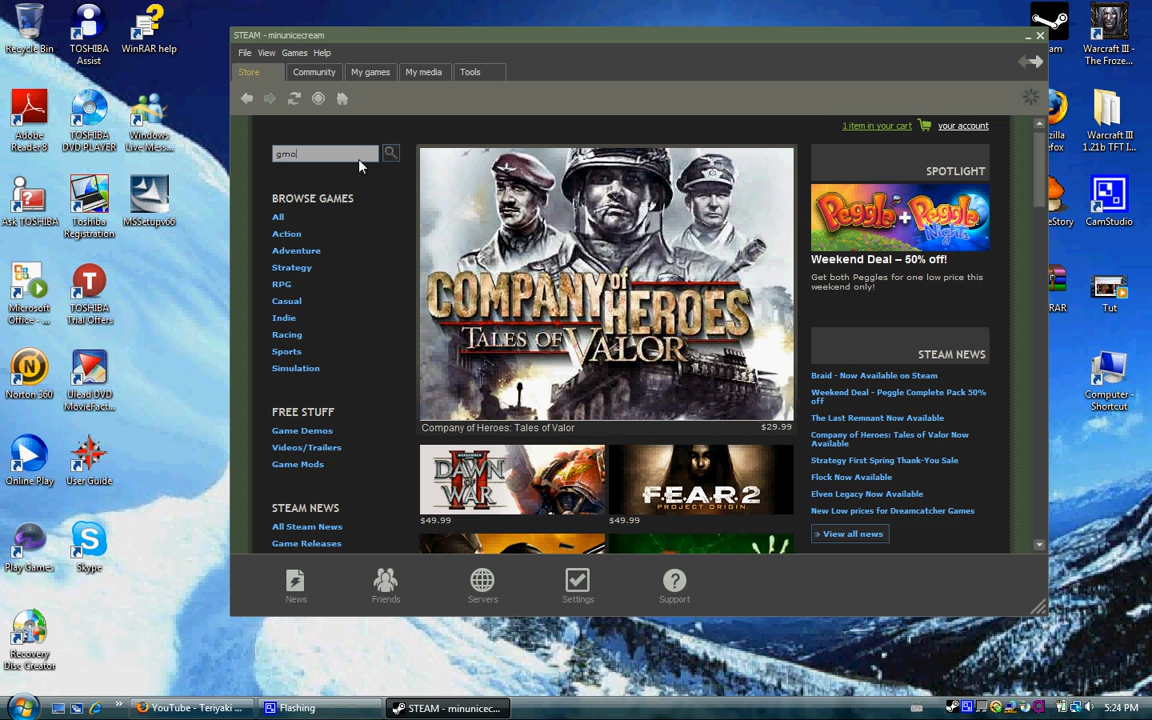 Recycle Bin
TOSHIBA
Assist
WinRAR help
Adobe
Reader 8
TOSHIBA
DVD PLAYER
Windows
Live Mess...
Ask TOSHIBA
Toshiba
Registration
MSSetupv66
Microsoft
Office - ...
TOSHIBA
Trial Offers
Norton 360
Ulead DVD
MovieFact...
Online Play
User Guide
Play Games
Skype
Recovery
Disc Creator
STEAM - minunicecream
File View Games Help
Store Community My games My media Tools
1 item in your cart your account
gmo
BROWSE GAMES
All
Action
Adventure
Strategy
RPG
Casual
Indie
Racing
Sports
Simulation
FREE STUFF
Game Demos
Videos/Trailers
Game Mods
STEAM NEWS
All Steam News
Game Releases
COMPANY of HEROES
TALES OF VALOR
Company of Heroes: Tales of Valor $29.99
DAWN
OF WAR
II
$49.99
F.E.A.R 2
PROJECT ORIGIN
$49.99
SPOTLIGHT
Peggle + Peggle
Nights
Weekend Deal – 50% off!
Get both Peggles for one low price this
weekend only!
STEAM NEWS
Braid - Now Available on Steam
Weekend Deal - Peggle Complete Pack 50%
off
The Last Remnant Now Available
Company of Heroes: Tales of Valor Now
Available
Strategy First Spring Thank-You Sale
Flock Now Available
Elven Legacy Now Available
New Low prices for Dreamcatcher Games
» View all news
News Friends Servers Settings Support
am
Warcraft III -
The Froze...
zilla
efox
Warcraft III
1.21b TFT I...
eStory
CamStudio
RAR
Tut
Computer -
Shortcut
YouTube - Teriyaki ...
Flashing
STEAM - minunicec...
5:24 PM